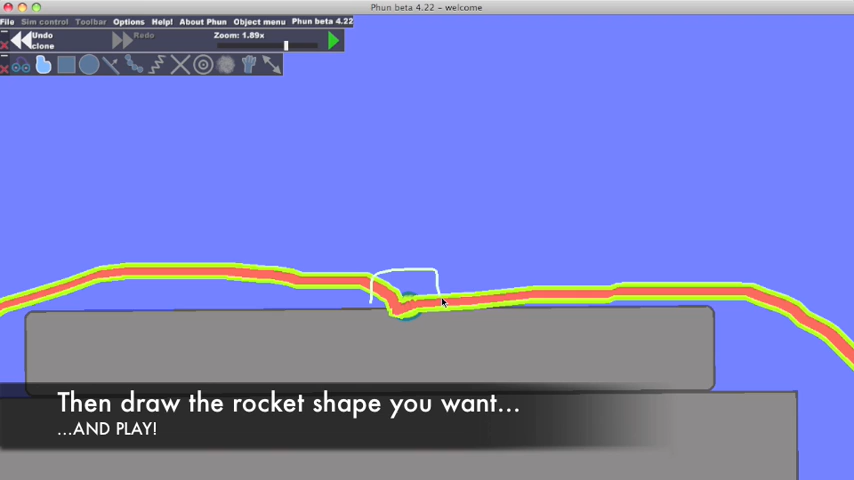 Phun beta 4.22 - welcome
File Sim control Toolbar Options Help! About Phun Object menu Phun beta 4.22
Undo Redo Zoom: 1.89x
clone
Then draw the rocket shape you want...
...AND PLAY!